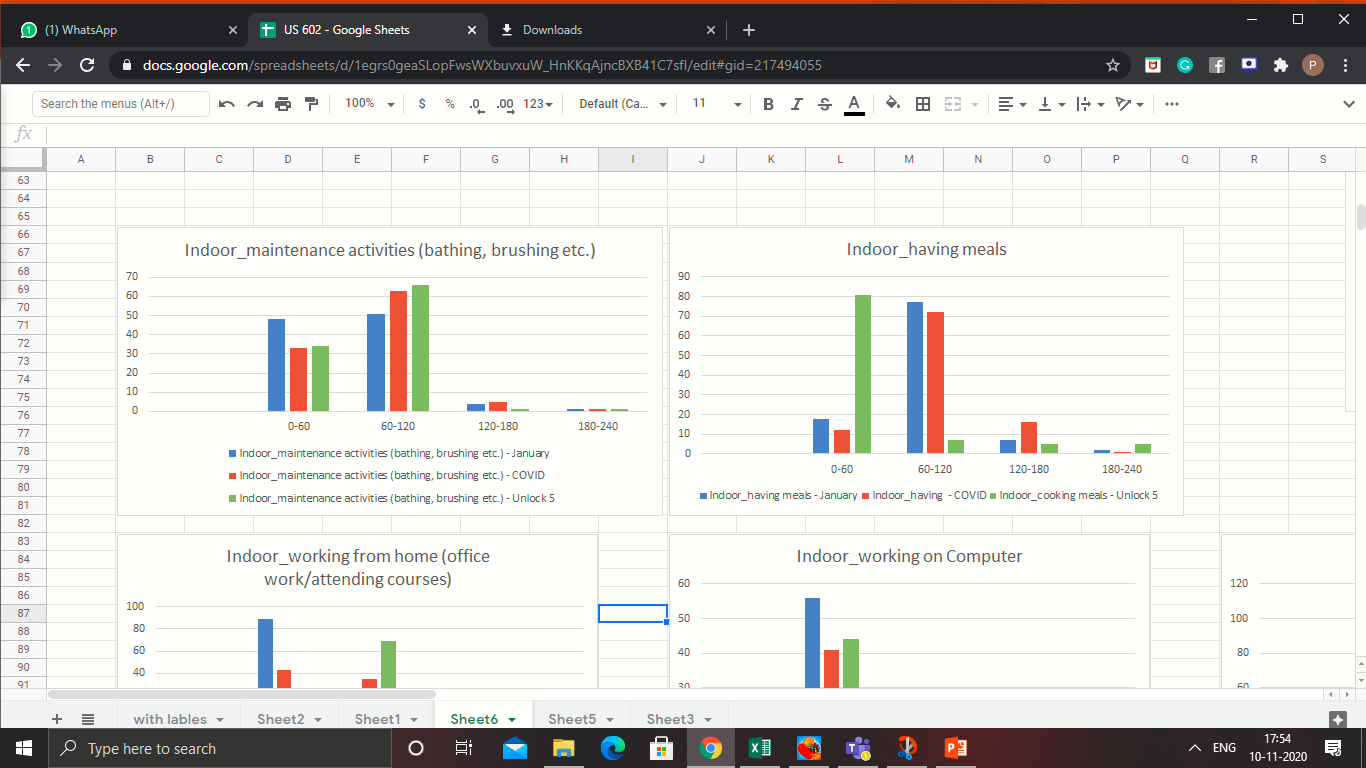 (1) WhatsApp
US 602 - Google Sheets
Downloads
docs.google.com/spreadsheets/d/1egrs0geaSLopFwsWXbuvxuW_HnKKqAjncBXB41C7sfI/edit#gid=217494055
P
Search the menus (Alt+/)
100%
$ % .0 .00 123
Default (Ca...
11
B I S A
fx
A B C D E F G H I J K L M N O P Q R S
63
64
65
66
67
68
69
70
71
72
73
74
75
76
77
78
79
80
81
82
83
84
85
86
87
88
89
90
91
Indoor_maintenance activities (bathing, brushing etc.)
70
60
50
40
30
20
10
0
0-60 60-120 120-180 180-240
Indoor_maintenance activities (bathing, brushing etc.) - January
Indoor_maintenance activities (bathing, brushing etc.) - COVID
Indoor_maintenance activities (bathing, brushing etc.) - Unlock 5
Indoor_having meals
90
80
70
60
50
40
30
20
10
0
0-60 60-120 120-180 180-240
Indoor_having meals - January Indoor_having - COVID Indoor_cooking meals - Unlock 5
Indoor_working from home (office
work/attending courses)
100
80
60
40
Indoor_working on Computer
60
50
40
30
120
100
80
60
with lables Sheet2 Sheet1 Sheet6 Sheet5 Sheet3
Type here to search
ENG
17:54
10-11-2020